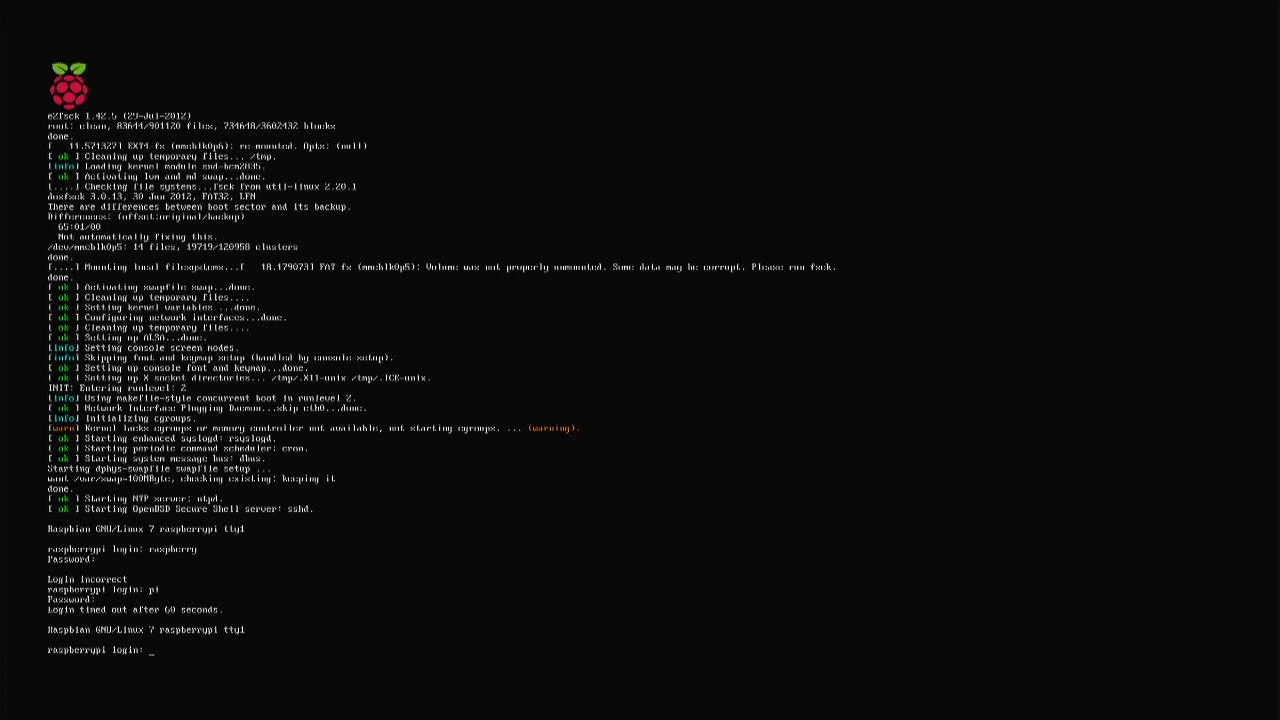 e2fsck 1.42.5 (29-Jul-2012)
root: clean, 83644/901120 files, 734648/3602432 blocks
done.
[   11.571327] EXT4-fs (mmcblk0p6): re-mounted. Opts: (null)
[ ok ] Cleaning up temporary files... /tmp.
[info] Loading kernel module snd-bcm2835.
[ ok ] Activating lvm and md swap...done.
[....] Checking file systems...fsck from util-linux 2.20.1
dosfsck 3.0.13, 30 Jun 2012, FAT32, LFN
There are differences between boot sector and its backup.
Differences: (offset:original/backup)
  65:01/00
  Not automatically fixing this.
/dev/mmcblk0p5: 14 files, 19719/120958 clusters
done.
[....] Mounting local filesystems...[   18.179073] FAT-fs (mmcblk0p5): Volume was not properly unmounted. Some data may be corrupt. Please run fsck.
done.
[ ok ] Activating swapfile swap...done.
[ ok ] Cleaning up temporary files....
[ ok ] Setting kernel variables ...done.
[ ok ] Configuring network interfaces...done.
[ ok ] Cleaning up temporary files....
[ ok ] Setting up ALSA...done.
[info] Setting console screen modes.
[info] Skipping font and keymap setup (handled by console-setup).
[ ok ] Setting up console font and keymap...done.
[ ok ] Setting up X socket directories... /tmp/.X11-unix /tmp/.ICE-unix.
INIT: Entering runlevel: 2
[info] Using makefile-style concurrent boot in runlevel 2.
[ ok ] Network Interface Plugging Daemon...skip eth0...done.
[info] Initializing cgroups.
[warn] Kernel lacks cgroups or memory controller not available, not starting cgroups. ... (warning).
[ ok ] Starting enhanced syslogd: rsyslogd.
[ ok ] Starting periodic command scheduler: cron.
[ ok ] Starting system message bus: dbus.
Starting dphys-swapfile swapfile setup ...
want /var/swap=100MByte, checking existing: keeping it
done.
[ ok ] Starting NTP server: ntpd.
[ ok ] Starting OpenBSD Secure Shell server: sshd.
Raspbian GNU/Linux 7 raspberrypi tty1
raspberrypi login: raspberry
Password:
Login incorrect
raspberrypi login: pi
Password:
Login timed out after 60 seconds.
Raspbian GNU/Linux 7 raspberrypi tty1
raspberrypi login: _